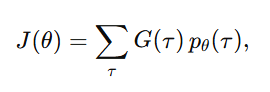 J(θ) = ∑_τ G(τ) p_θ(τ),